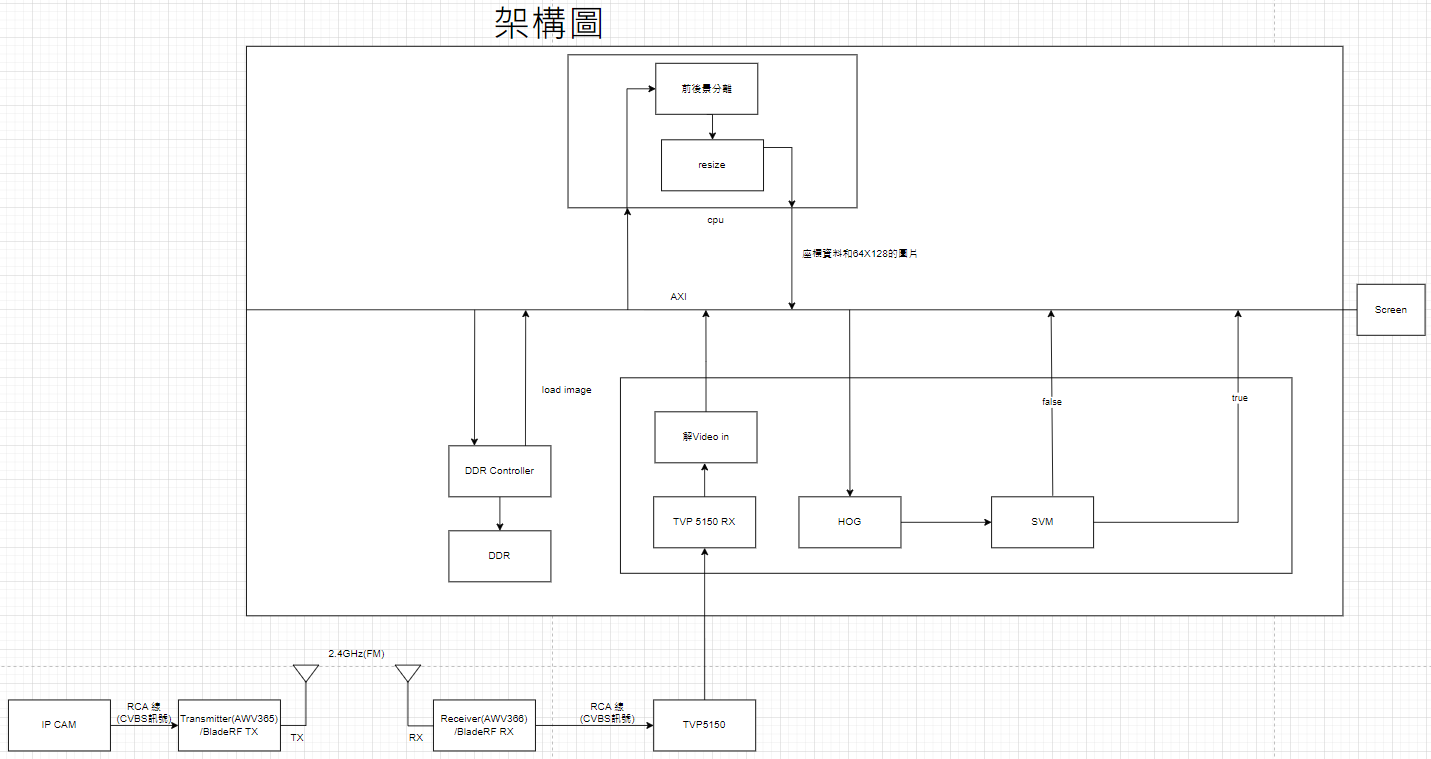 架構圖
前後景分離
resize
cpu
座標資料和64X128的圖片
AXI
Screen
load image
false
true
解Video in
DDR Controller
TVP 5150 RX
HOG
SVM
DDR
2.4GHz(FM)
RCA 線
(CVBS訊號)
RCA 線
(CVBS訊號)
IP CAM
Transmitter(AWV365)
/BladeRF TX
TX
RX
Receiver(AWV366)
/BladeRF RX
TVP5150